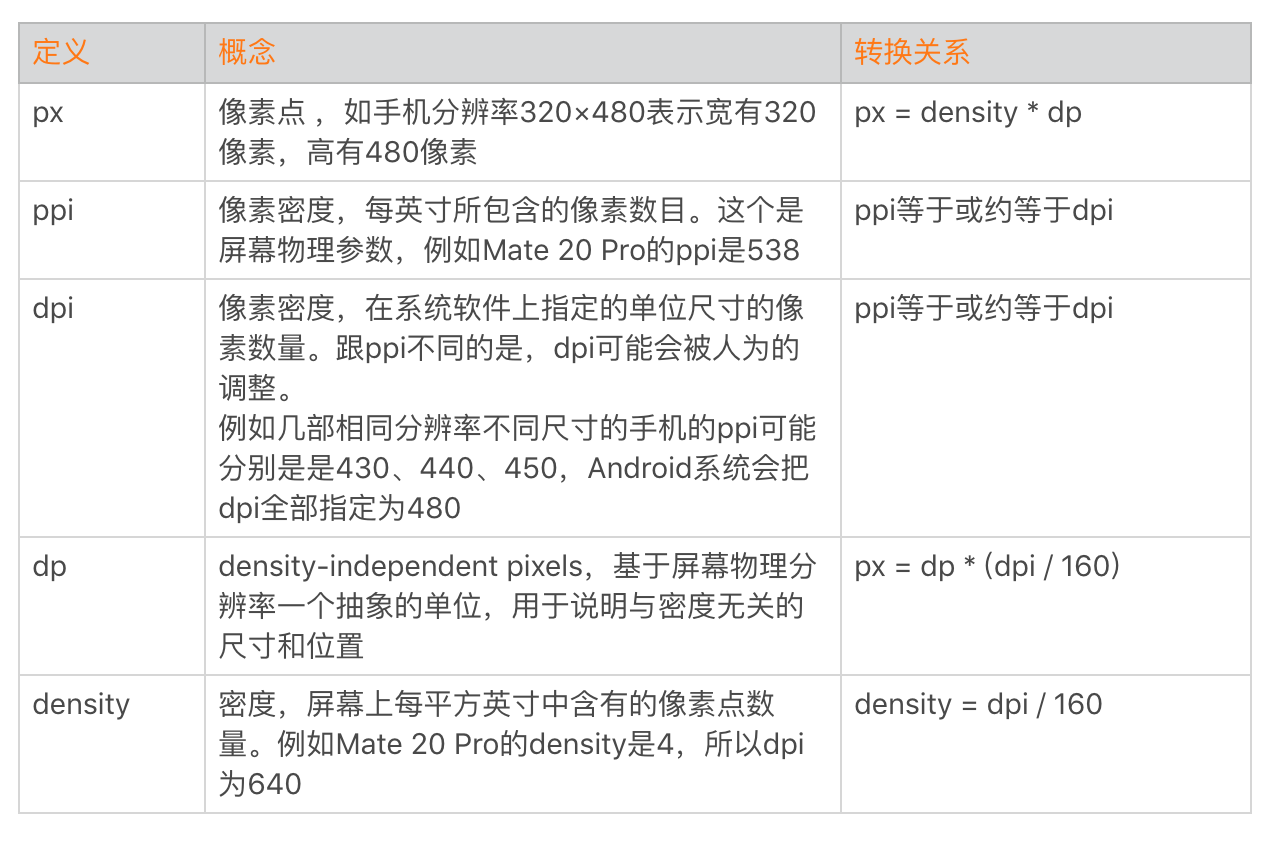 定义
概念
转换关系
px
像素点 ，如手机分辨率320×480表示宽有320
像素，高有480像素
px = density * dp
ppi
像素密度，每英寸所包含的像素数目。这个是
屏幕物理参数，例如Mate 20 Pro的ppi是538
ppi等于或约等于dpi
dpi
像素密度，在系统软件上指定的单位尺寸的像
素数量。跟ppi不同的是，dpi可能会被人为的
调整。
例如几部相同分辨率不同尺寸的手机的ppi可能
分别是是430、440、450，Android系统会把
dpi全部指定为480
ppi等于或约等于dpi
dp
density-independent pixels，基于屏幕物理分
辨率一个抽象的单位，用于说明与密度无关的
尺寸和位置
px = dp * (dpi / 160)
density
密度，屏幕上每平方英寸中含有的像素点数
量。例如Mate 20 Pro的density是4，所以dpi
为640
density = dpi / 160